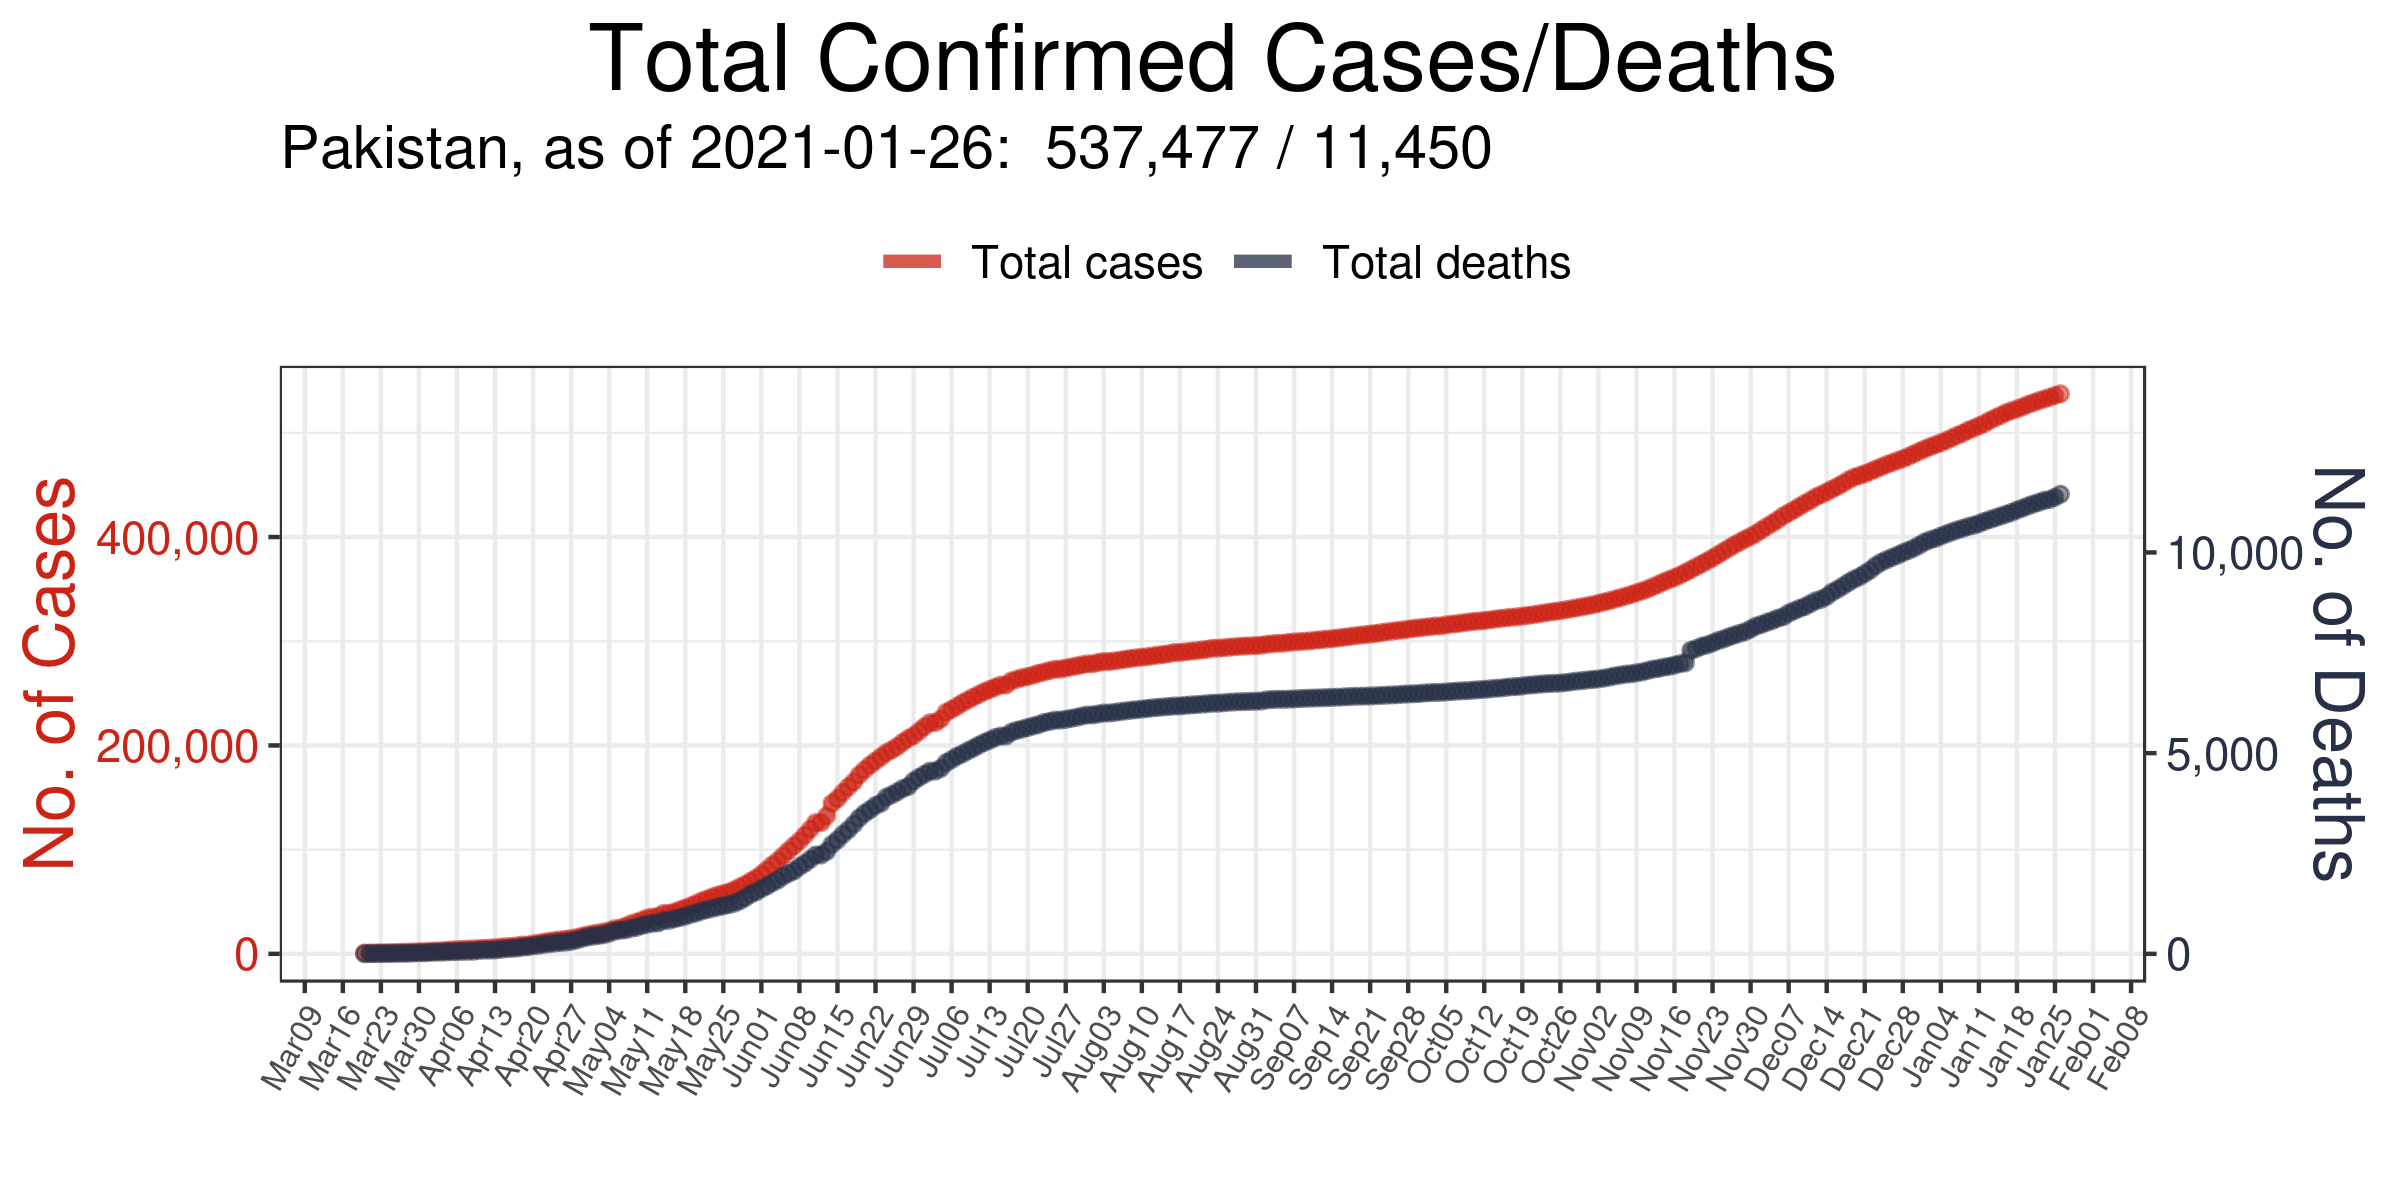 Total Confirmed Cases/Deaths
Pakistan, as of 2021-01-26:  537,477 / 11,450
Total cases
Total deaths
No. of Cases
400,000
200,000
0
10,000
5,000
0
No. of Deaths
Mar09
Mar16
Mar23
Mar30
Apr06
Apr13
Apr20
Apr27
May04
May11
May18
May25
Jun01
Jun08
Jun15
Jun22
Jun29
Jul06
Jul13
Jul20
Jul27
Aug03
Aug10
Aug17
Aug24
Aug31
Sep07
Sep14
Sep21
Sep28
Oct05
Oct12
Oct19
Oct26
Nov02
Nov09
Nov16
Nov23
Nov30
Dec07
Dec14
Dec21
Dec28
Dec04
Jan11
Jan18
Jan25
Feb01
Feb08